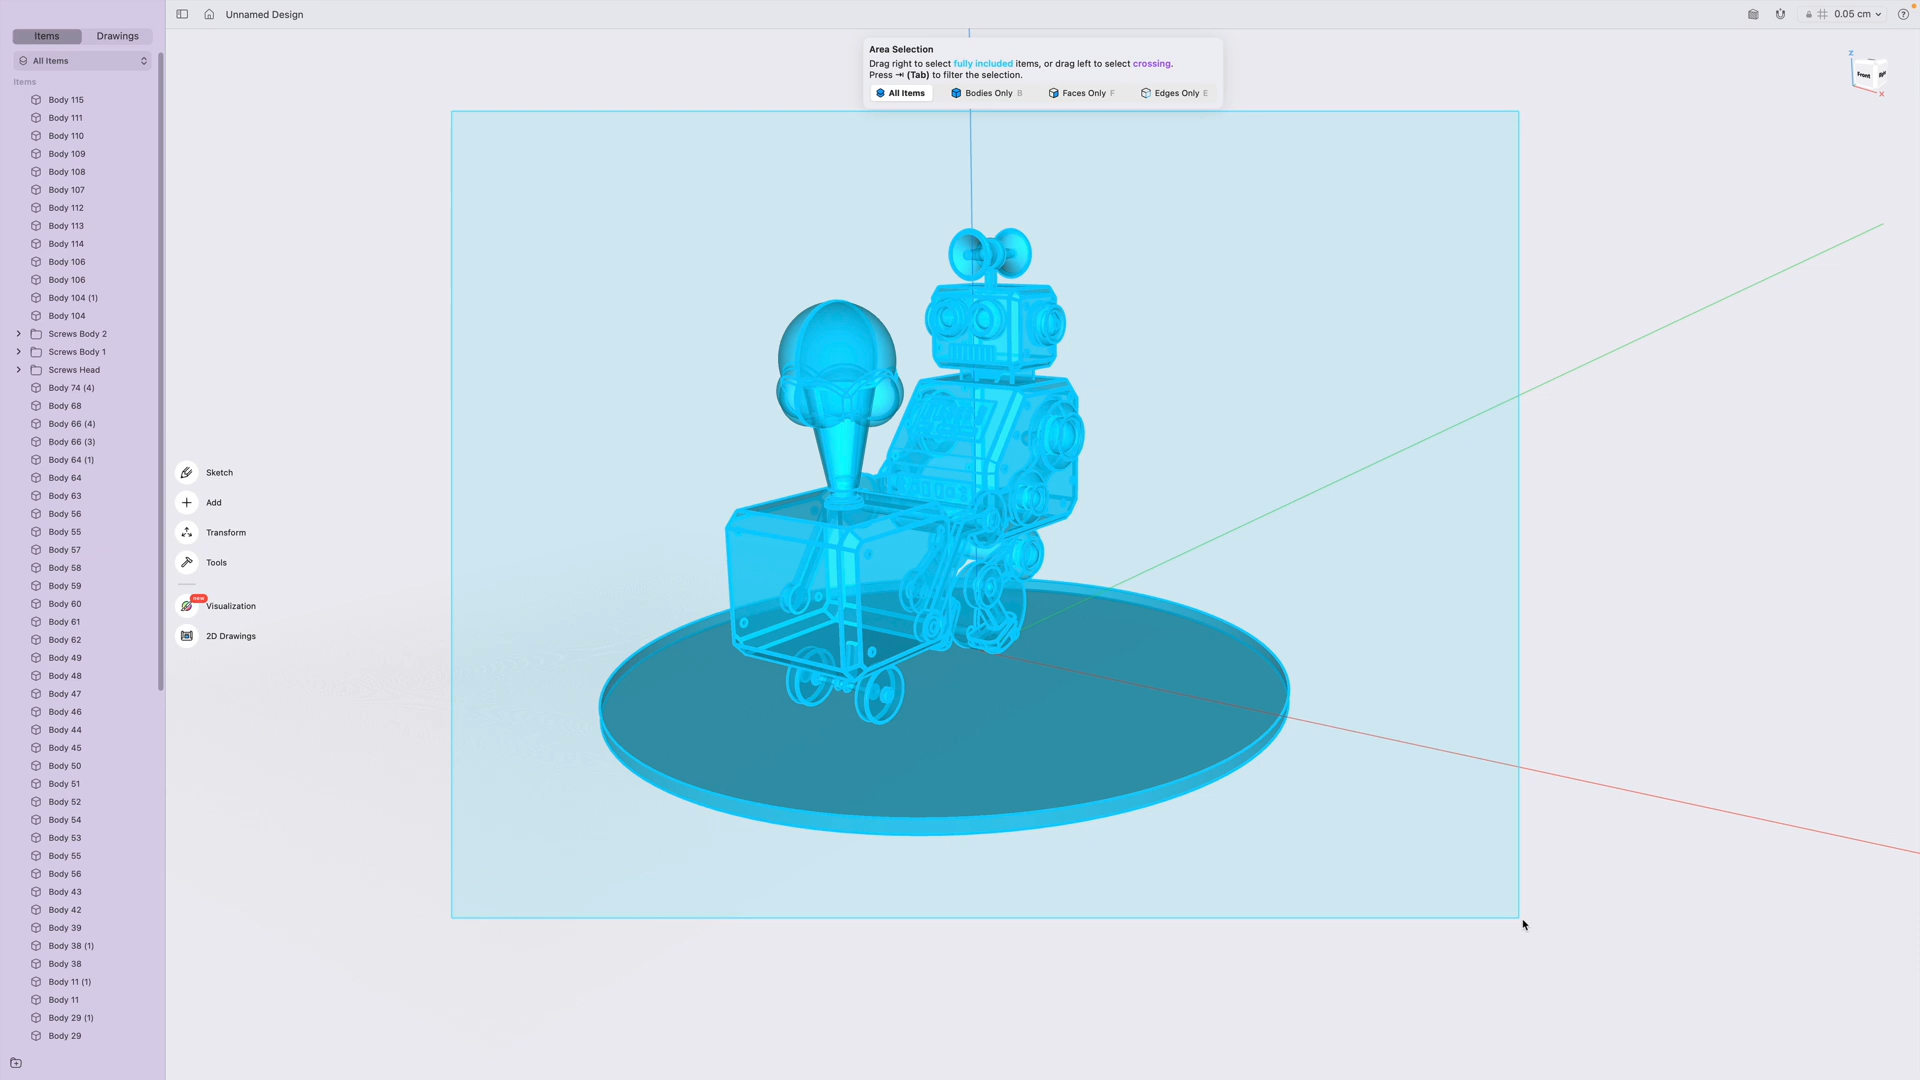 Unnamed Design
0.05 cm
Items
Drawings
All Items
Items
Body 115
Body 111
Body 110
Body 109
Body 108
Body 107
Body 112
Body 113
Body 114
Body 106
Body 106
Body 104 (1)
Body 104
Screws Body 2
Screws Body 1
Screws Head
Body 74 (4)
Body 68
Body 66 (4)
Body 66 (3)
Body 64 (1)
Body 64
Body 63
Body 56
Body 55
Body 57
Body 58
Body 59
Body 60
Body 61
Body 62
Body 49
Body 48
Body 47
Body 46
Body 44
Body 45
Body 50
Body 51
Body 52
Body 54
Body 53
Body 55
Body 56
Body 43
Body 42
Body 39
Body 38 (1)
Body 38
Body 11 (1)
Body 11
Body 29 (1)
Body 29
Sketch
Add
Transform
Tools
new
Visualization
2D Drawings
Area Selection
Drag right to select fully included items, or drag left to select crossing.
Press ⇥ (Tab) to filter the selection.
All Items
Bodies Only B
Faces Only F
Edges Only E
Z
Front
X